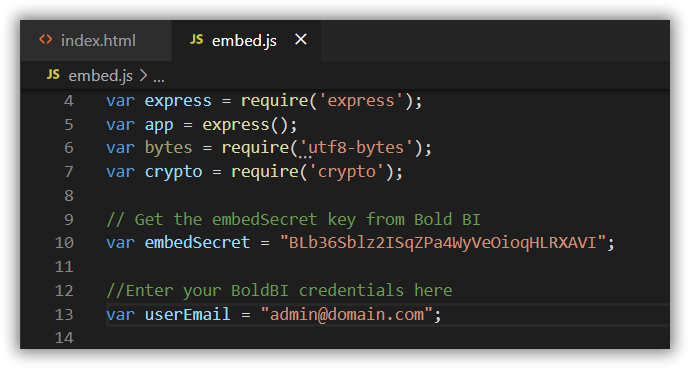 index.html JS embed.js ×
JS embed.js > ...
4 var express = require('express');
5 var app = express();
6 var bytes = require('utf8-bytes');
7 var crypto = require('crypto');
8
9 // Get the embedSecret key from Bold BI
10 var embedSecret = "BLb36Sblz2ISqZPa4WyVeOioqHLRXAVI";
11
12 //Enter your BoldBI credentials here
13 var userEmail = "admin@domain.com";
14